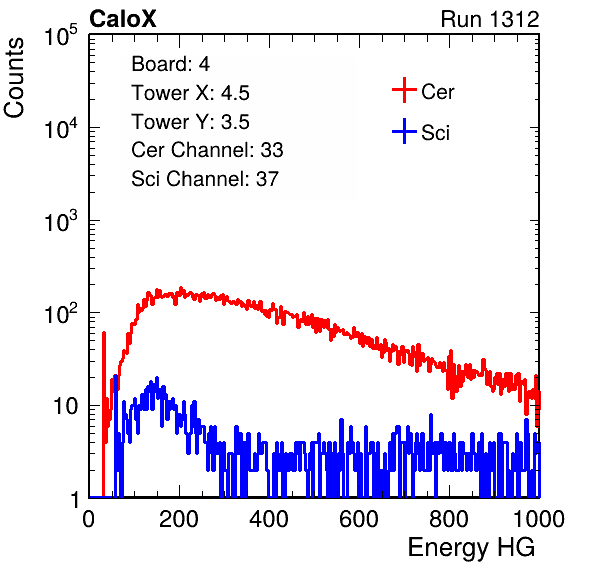 CaloX Run 1312
Counts
Board: 4
Tower X: 4.5
Tower Y: 3.5
Cer Channel: 33
Sci Channel: 37
Cer
Sci
10^5
10^4
10^3
10^2
10
1
0 200 400 600 800 1000
Energy HG